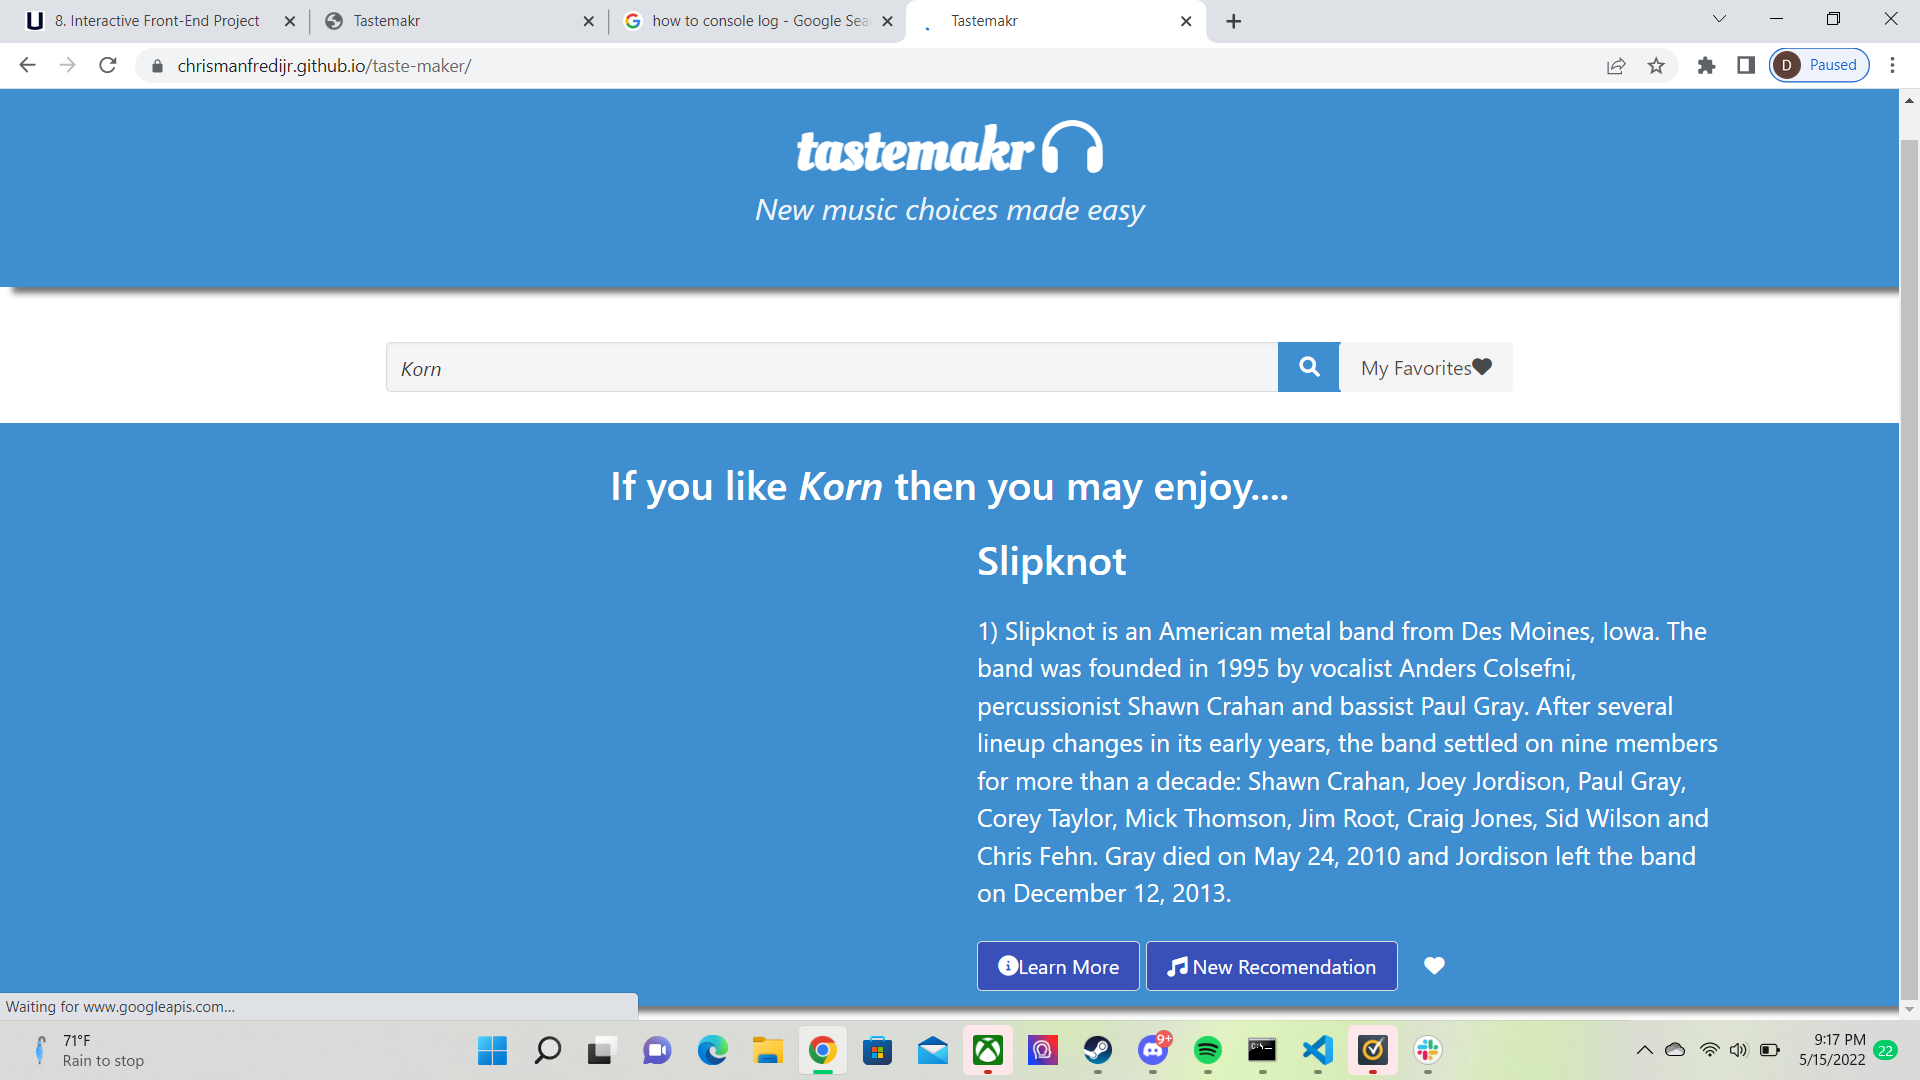 8. Interactive Front-End Project
Tastemakr
how to console log - Google Sea
Tastemakr
chrismanfredijr.github.io/taste-maker/
D Paused
tastemakr
New music choices made easy
Korn
My Favorites
If you like Korn then you may enjoy....
Slipknot
1) Slipknot is an American metal band from Des Moines, Iowa. The
band was founded in 1995 by vocalist Anders Colsefni,
percussionist Shawn Crahan and bassist Paul Gray. After several
lineup changes in its early years, the band settled on nine members
for more than a decade: Shawn Crahan, Joey Jordison, Paul Gray,
Corey Taylor, Mick Thomson, Jim Root, Craig Jones, Sid Wilson and
Chris Fehn. Gray died on May 24, 2010 and Jordison left the band
on December 12, 2013.
Learn More
New Recomendation
Waiting for www.googleapis.com...
71°F
Rain to stop
9+
9:17 PM
5/15/2022
22